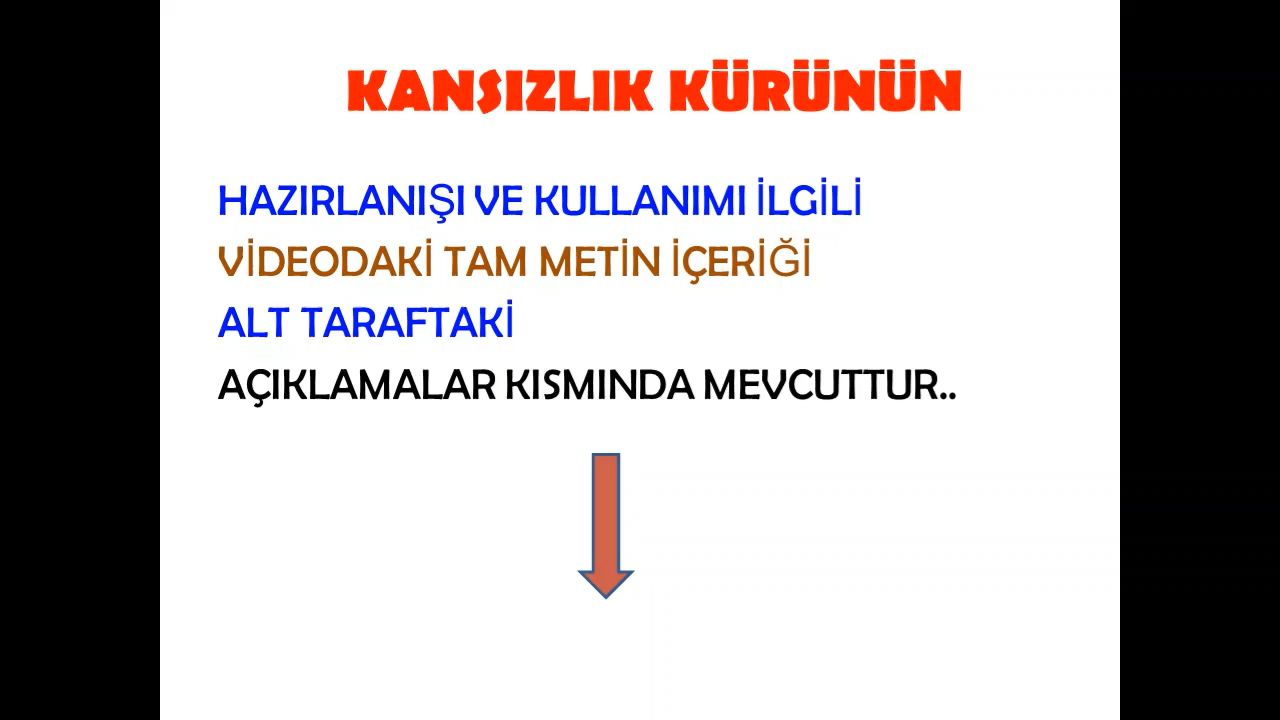 KANSIZLIK KÜRÜNÜN
HAZIRLANIŞI VE KULLANIMI İLGİLİ
VİDEODAKİ TAM METİN İÇERİĞİ
ALT TARAFTAKİ
AÇIKLAMALAR KISMINDA MEVCUTTUR..